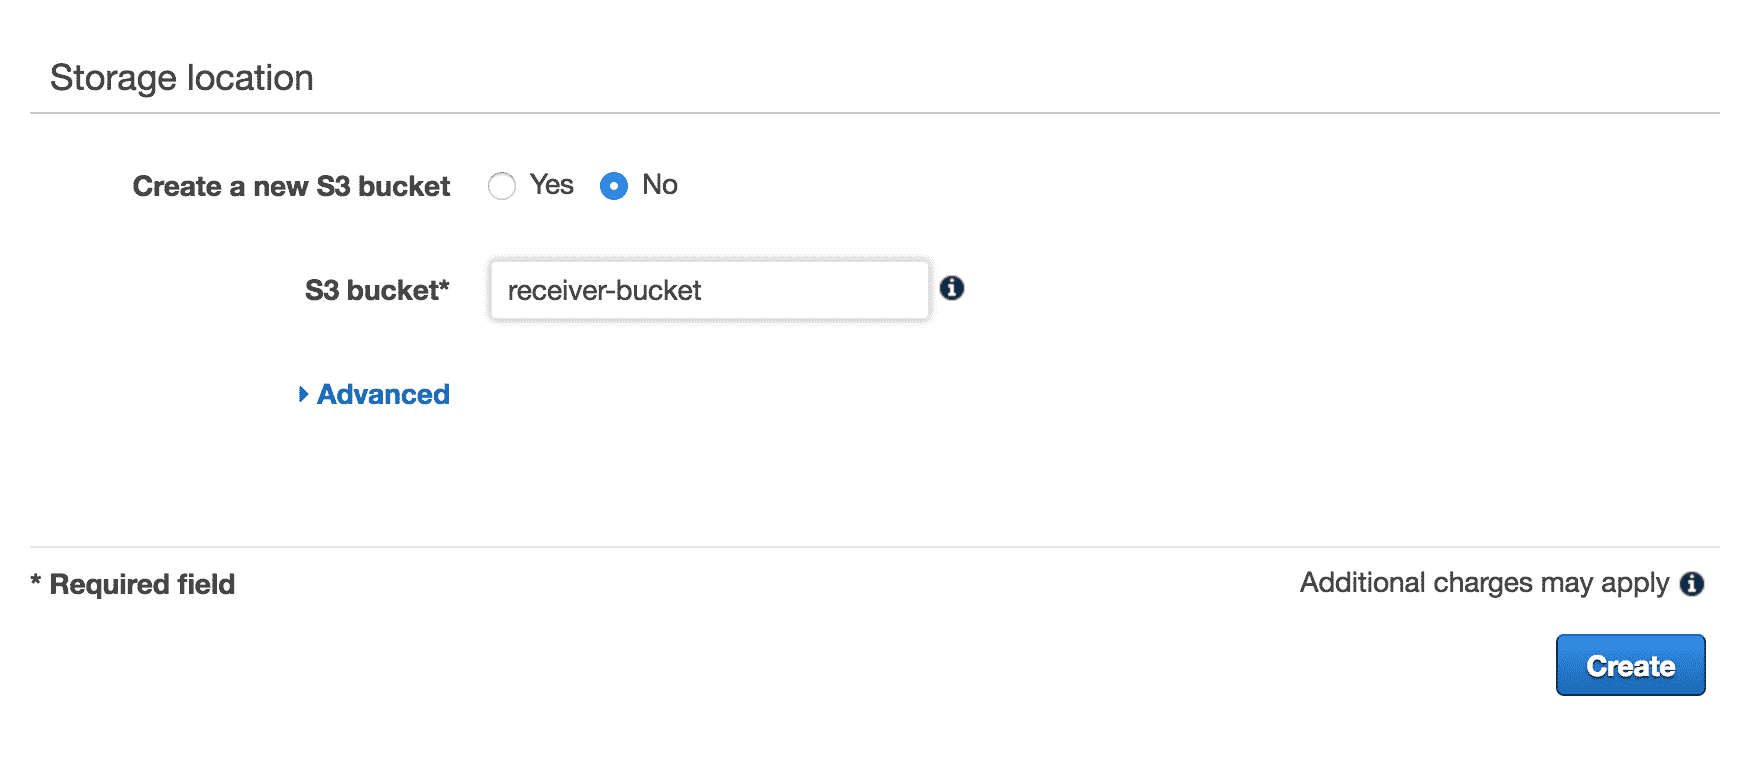 Storage location
Create a new S3 bucket Yes No
S3 bucket* receiver-bucket
Advanced
* Required field Additional charges may apply
Create